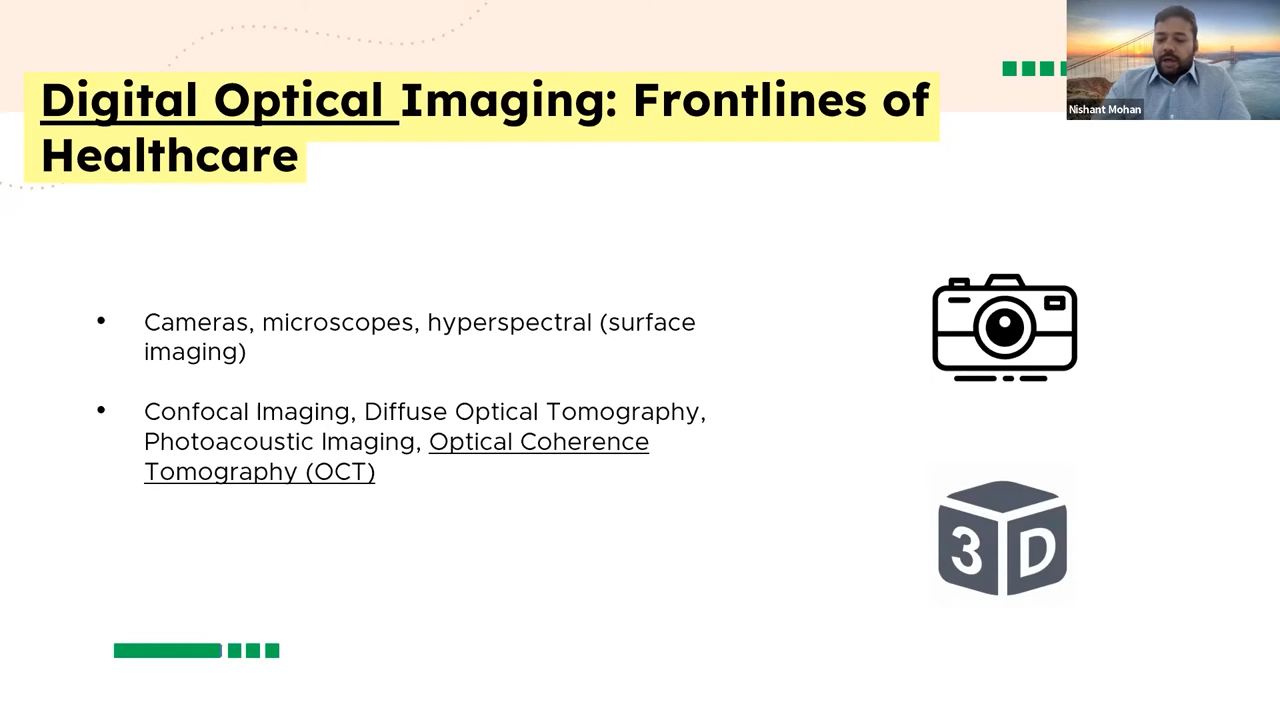 Digital Optical Imaging: Frontlines of
Healthcare
Nishant Mohan
• Cameras, microscopes, hyperspectral (surface
imaging)
• Confocal Imaging, Diffuse Optical Tomography,
Photoacoustic Imaging, Optical Coherence
Tomography (OCT)
3D